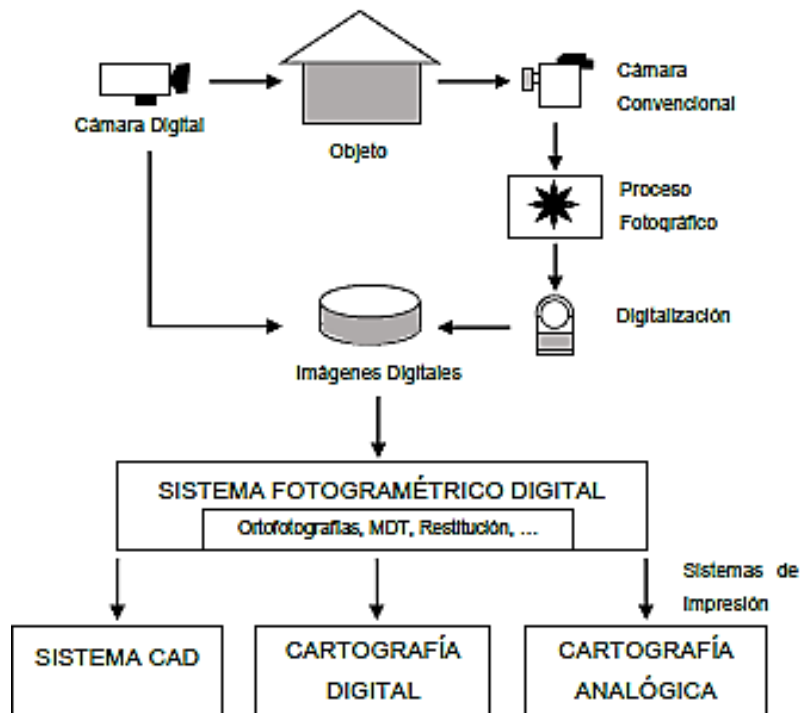 Cámara Digital
Objeto
Cámara
Convencional
Proceso
Fotográfico
Digitalización
Imágenes Digitales
SISTEMA FOTOGRAMÉTRICO DIGITAL
Ortofotografías, MDT, Restitución, ...
Sistemas de
Impresión
SISTEMA CAD
CARTOGRAFÍA
DIGITAL
CARTOGRAFÍA
ANALÓGICA